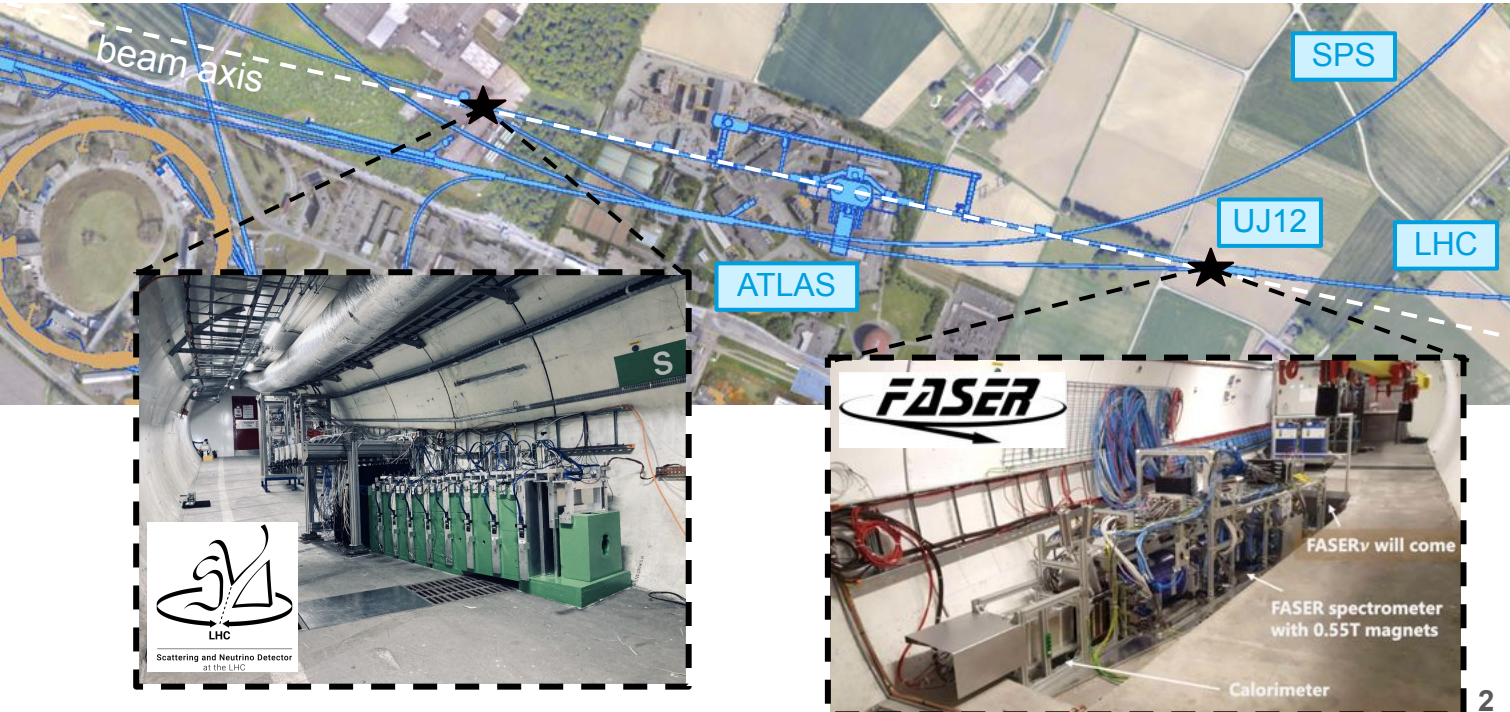 beam axis
SPS
UJ12
LHC
ATLAS
S
FASER
SND
LHC
Scattering and Neutrino Detector
at the LHC
FASERν will come
FASER spectrometer
with 0.55T magnets
Calorimeter
2